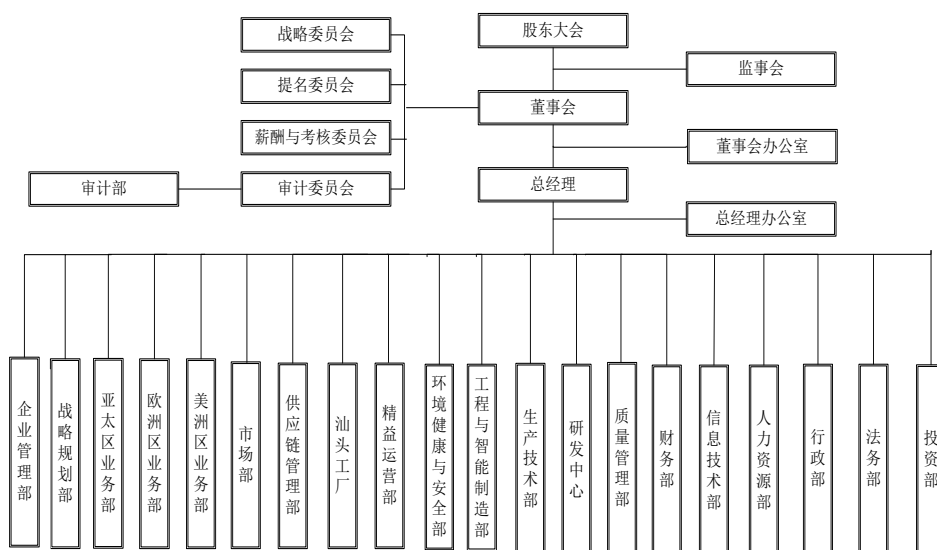 战略委员会
股东大会
监事会
提名委员会
董事会
薪酬与考核委员会
董事会办公室
审计部
审计委员会
总经理
总经理办公室
企业管理部
战略规划部
亚太区业务部
欧洲区业务部
美洲区业务部
市场部
供应链管理部
汕头工厂
精益运营部
环境健康与安全部
工程与智能制造部
生产技术部
研发中心
质量管理部
财务部
信息技术部
人力资源部
行政部
法务部
投资部